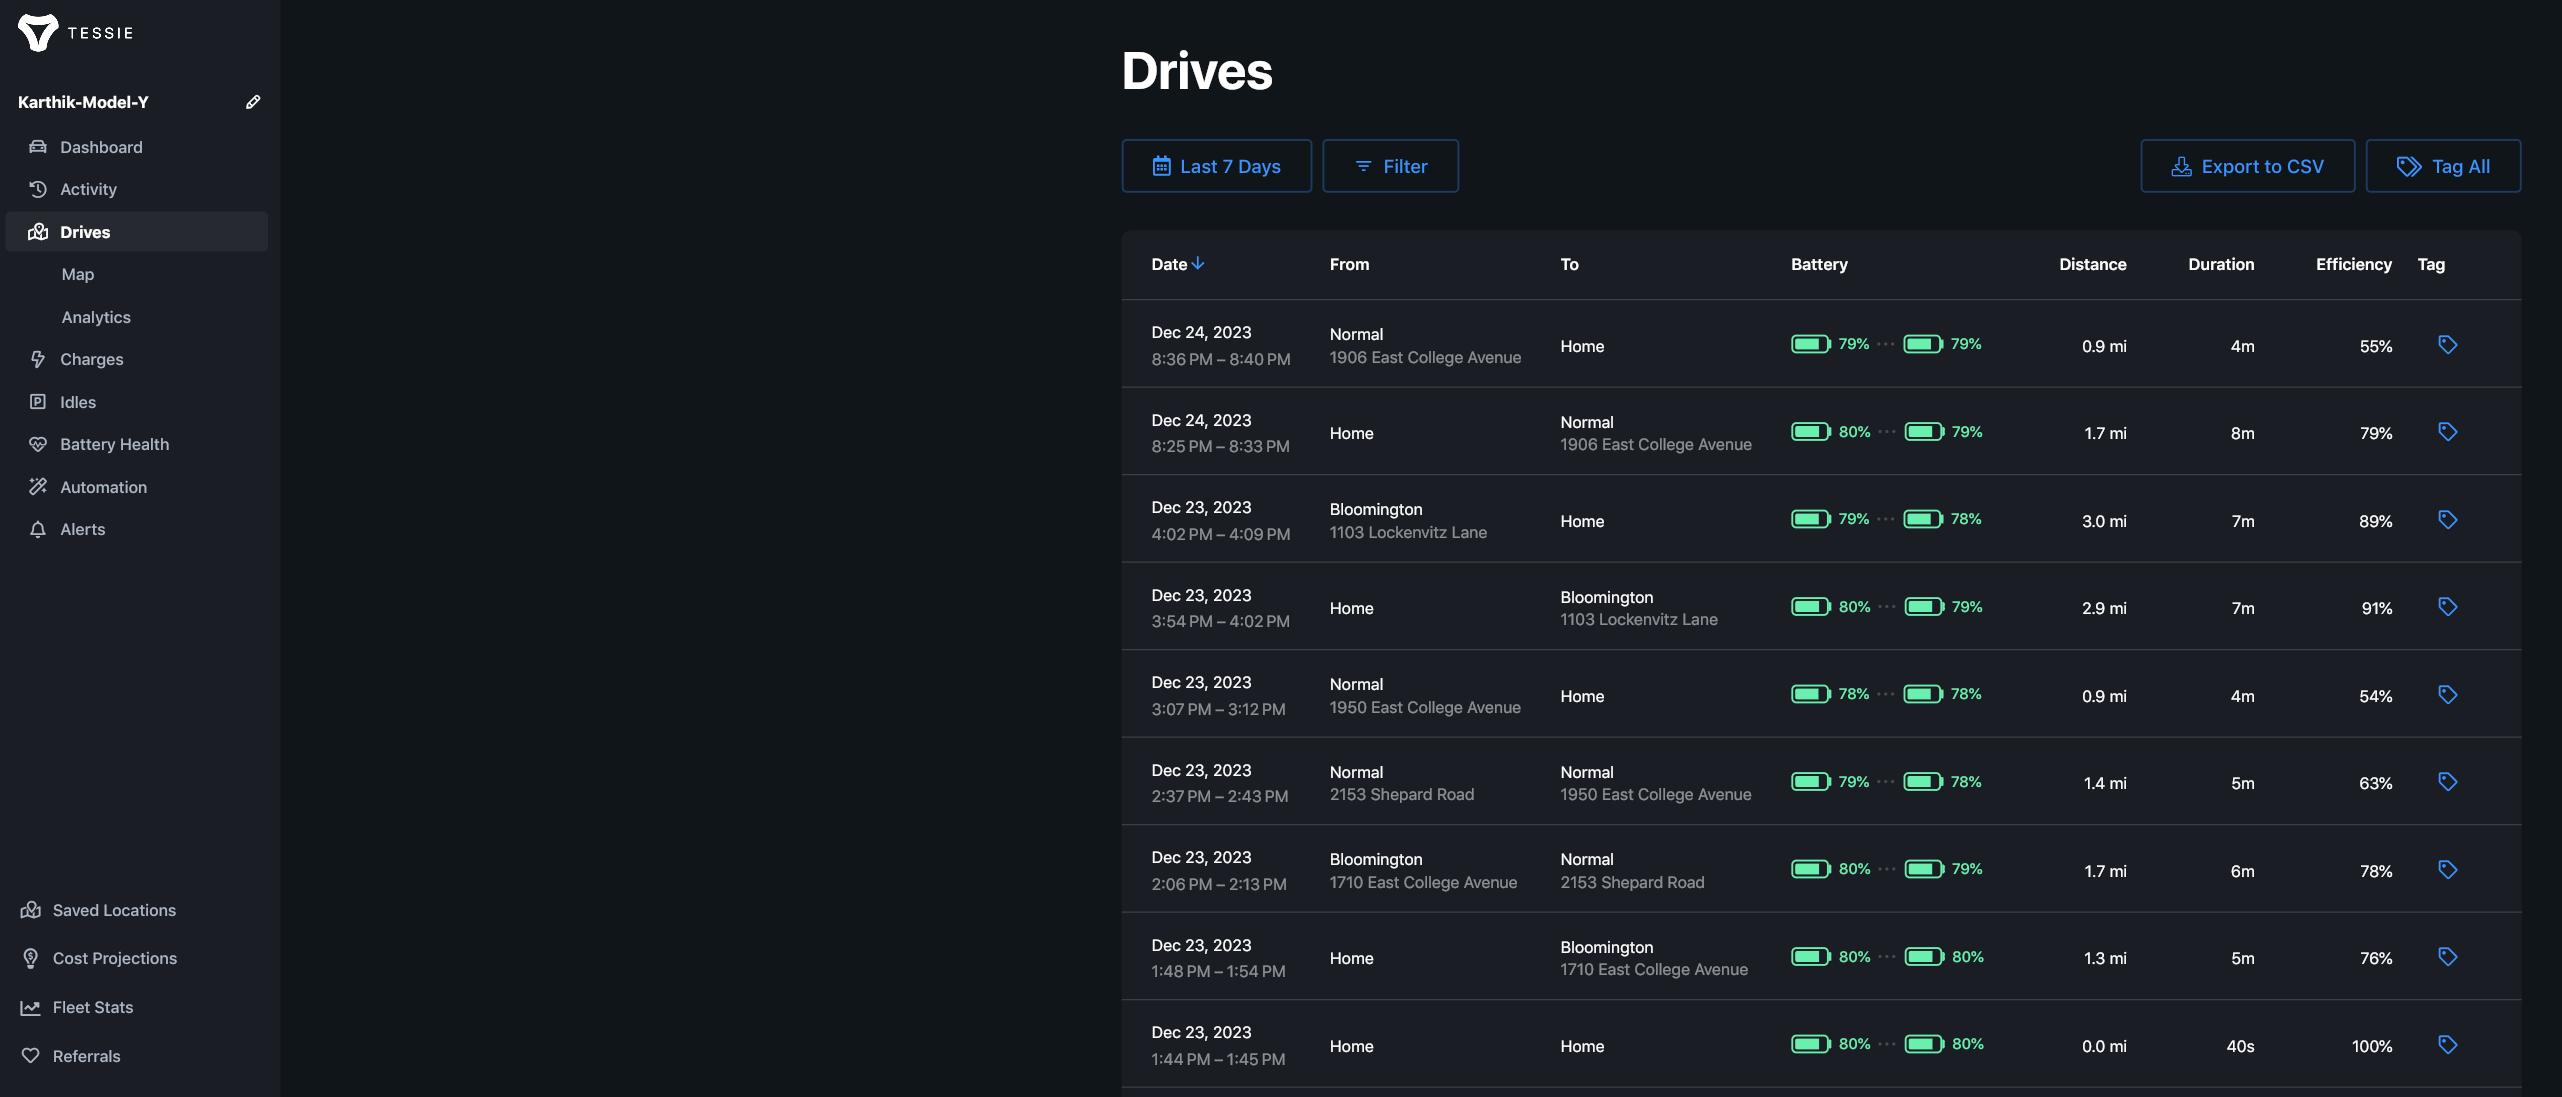 TESSIE
Karthik-Model-Y
Dashboard
Activity
Drives
Map
Analytics
Charges
Idles
Battery Health
Automation
Alerts
Saved Locations
Cost Projections
Fleet Stats
Referrals
Drives
Last 7 Days Filter Export to CSV Tag All
Date From To Battery Distance Duration Efficiency Tag
Dec 24, 2023
8:36 PM – 8:40 PM
Normal
1906 East College Avenue
Home
79% ··· 79%
0.9 mi
4m
55%
Dec 24, 2023
8:25 PM – 8:33 PM
Home
Normal
1906 East College Avenue
80% ··· 79%
1.7 mi
8m
79%
Dec 23, 2023
4:02 PM – 4:09 PM
Bloomington
1103 Lockenvitz Lane
Home
79% ··· 78%
3.0 mi
7m
89%
Dec 23, 2023
3:54 PM – 4:02 PM
Home
Bloomington
1103 Lockenvitz Lane
80% ··· 79%
2.9 mi
7m
91%
Dec 23, 2023
3:07 PM – 3:12 PM
Normal
1950 East College Avenue
Home
78% ··· 78%
0.9 mi
4m
54%
Dec 23, 2023
2:37 PM – 2:43 PM
Normal
2153 Shepard Road
Normal
1950 East College Avenue
79% ··· 78%
1.4 mi
5m
63%
Dec 23, 2023
2:06 PM – 2:13 PM
Bloomington
1710 East College Avenue
Normal
2153 Shepard Road
80% ··· 79%
1.7 mi
6m
78%
Dec 23, 2023
1:48 PM – 1:54 PM
Home
Bloomington
1710 East College Avenue
80% ··· 80%
1.3 mi
5m
76%
Dec 23, 2023
1:44 PM – 1:45 PM
Home
Home
80% ··· 80%
0.0 mi
40s
100%